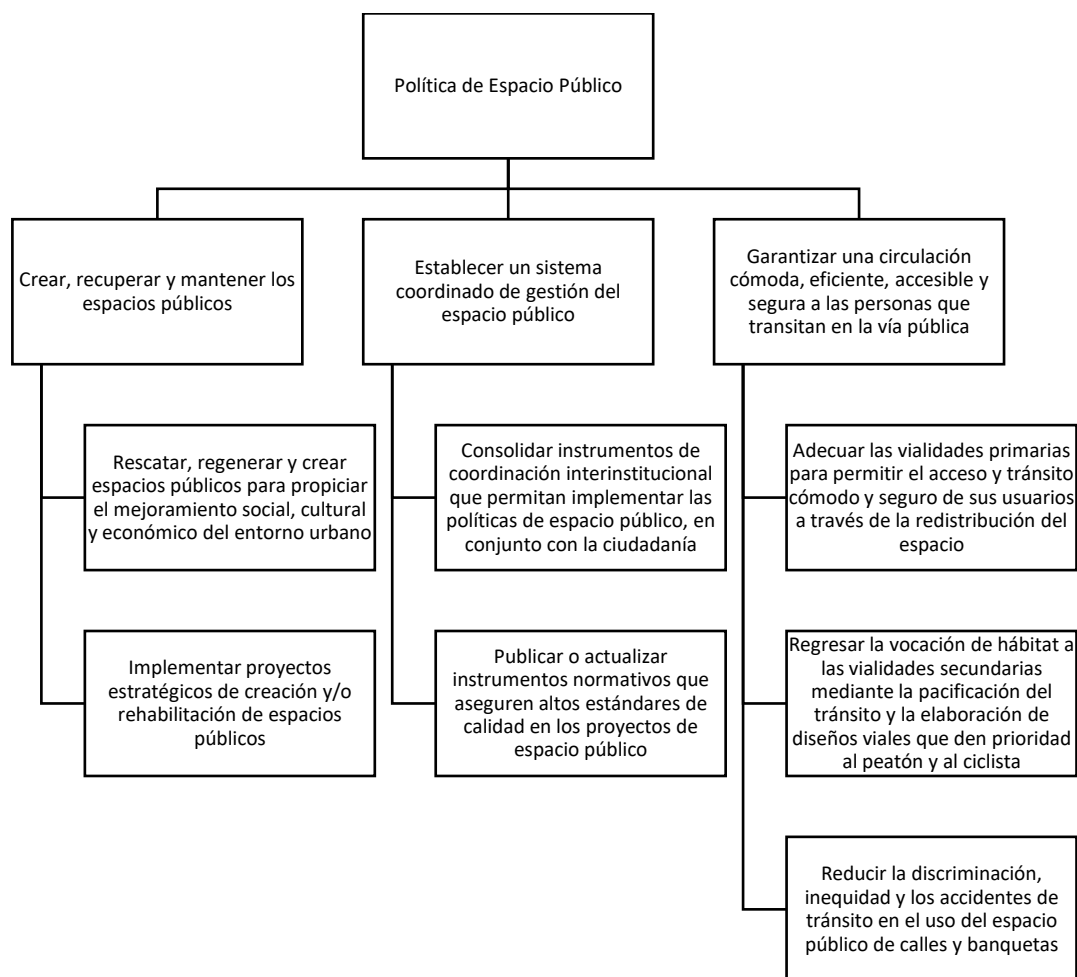 Política de Espacio Público
Crear, recuperar y mantener los
espacios públicos
Rescatar, regenerar y crear
espacios públicos para propiciar
el mejoramiento social, cultural
y económico del entorno urbano
Implementar proyectos
estratégicos de creación y/o
rehabilitación de espacios
públicos
Establecer un sistema
coordinado de gestión del
espacio público
Consolidar instrumentos de
coordinación interinstitucional
que permitan implementar las
políticas de espacio público, en
conjunto con la ciudadanía
Publicar o actualizar
instrumentos normativos que
aseguren altos estándares de
calidad en los proyectos de
espacio público
Garantizar una circulación
cómoda, eficiente, accesible y
segura a las personas que
transitan en la vía pública
Adecuar las vialidades primarias
para permitir el acceso y tránsito
cómodo y seguro de sus usuarios
a través de la redistribución del
espacio
Regresar la vocación de hábitat a
las vialidades secundarias
mediante la pacificación del
tránsito y la elaboración de
diseños viales que den prioridad
al peatón y al ciclista
Reducir la discriminación,
inequidad y los accidentes de
tránsito en el uso del espacio
público de calles y banquetas